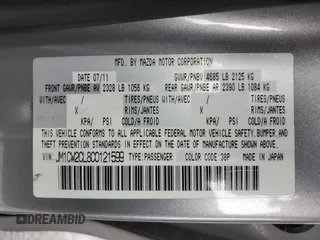 MFD. BY MAZDA MOTOR CORPORATION
DATE 07/11 GVWR/PNBV 4685 LB 2125 KG
FRONT GAWR/PNBE AV 2328 LB 1056 KG REAR GAWR/PNBE AR 2390 LB 1084 KG
W/AVEC TIRES/PNEUS W/AVEC TIRES/PNEUS
X RIMS/JANTES X RIMS/JANTES
A/A KPA/ PSI COLD/A FROID A/A KPA/ PSI COLD/A FROID
THIS VEHICLE CONFORMS TO ALL APPLICABLE FEDERAL MOTOR VEHICLE SAFETY, BUMPER,
AND THEFT PREVENTION STANDARDS IN EFFECT ON THE DATE OF MANUFACTURE SHOWN ABOVE.
VIN: JM1CW2CL8C0121599 TYPE PASSENGER COLOR CODE 38P MADE IN JAPAN
DREAMBID